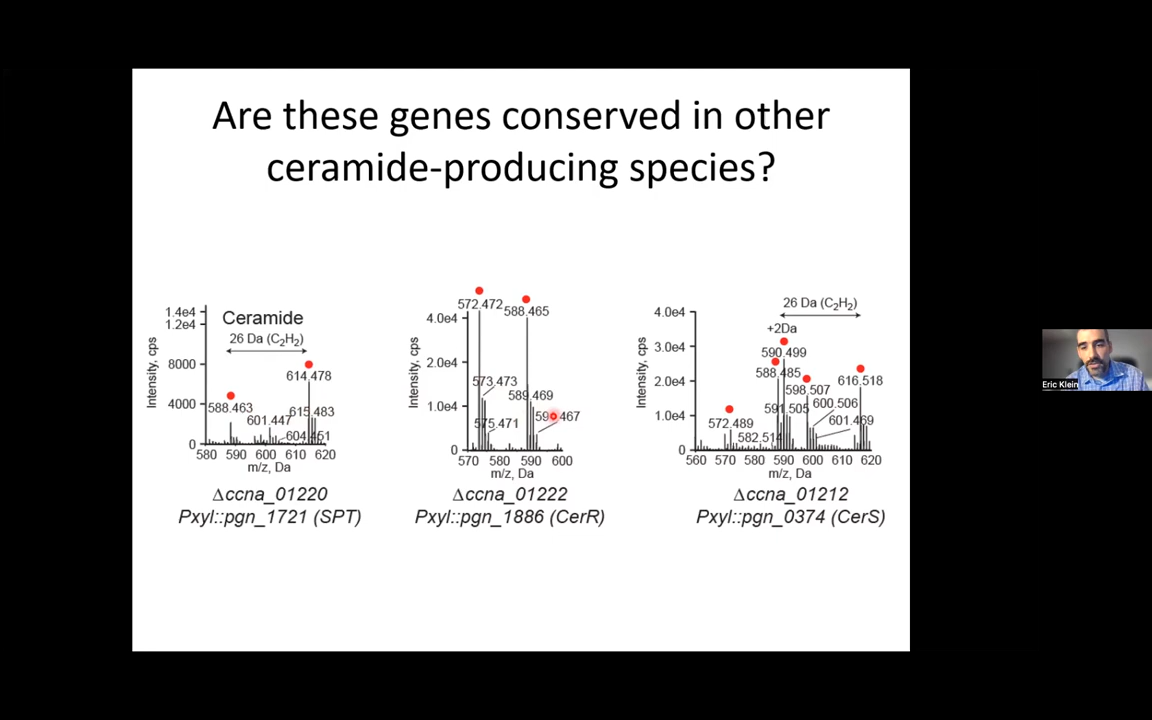 Are these genes conserved in other
ceramide-producing species?
Intensity, cps
1.4e4
1.2e4
8000
4000
0
Ceramide
26 Da (C₂H₂)
614.478
588.463
615.483
601.447
604.451
580 590 600 610 620
m/z, Da
Δccna_01220
Pxyl::pgn_1721 (SPT)
Intensity, cps
4.0e4
2.0e4
1.0e4
0
572.472
588.465
573.473
589.469
575.471
467
570 580 590 600
m/z, Da
Δccna_01222
Pxyl::pgn_1886 (CerR)
Intensity, cps
4.0e4
3.0e4
2.0e4
1.0e4
0
26 Da (C₂H₂)
+2Da
590.499
588.485
598.507
616.518
591.505
600.506
572.489
601.469
582.514
560 570 580 590 600 610 620
m/z, Da
Δccna_01212
Pxyl::pgn_0374 (CerS)
Eric Klein